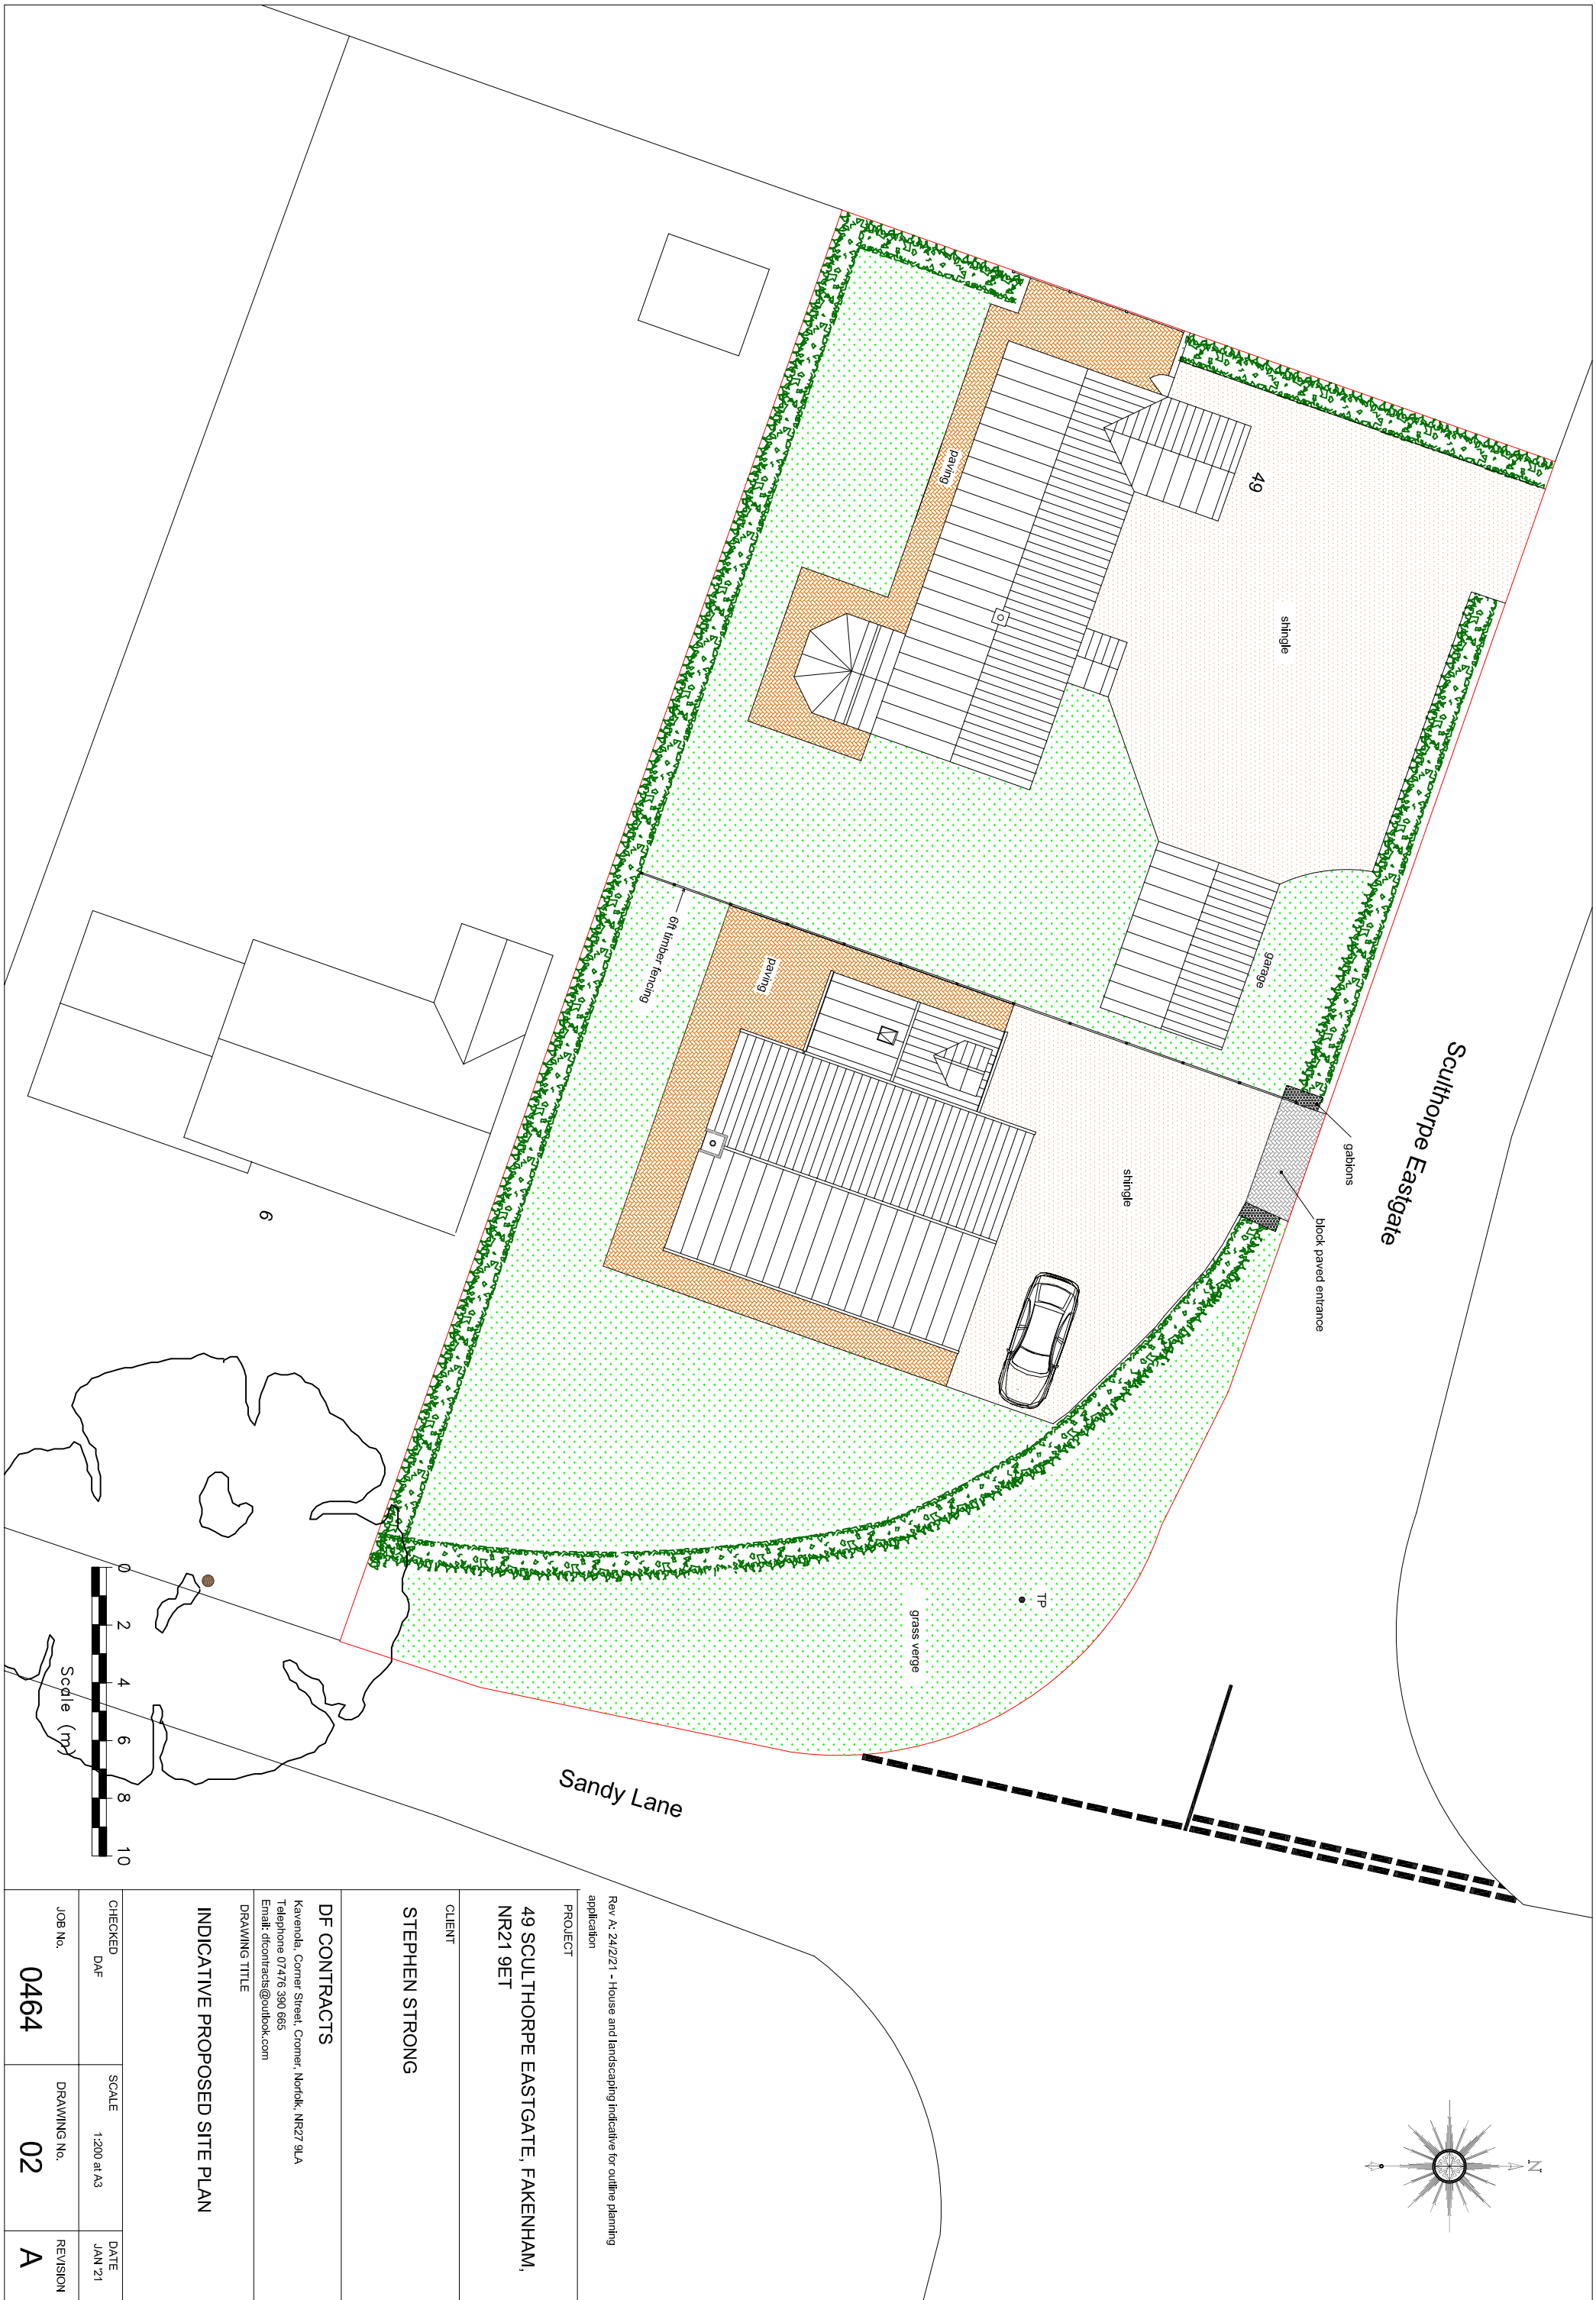 N
Sculthorpe Eastgate
49
shingle
paving
garage
gabions
block paved entrance
6ft timber fencing
paving
shingle
6
TP
grass verge
Sandy Lane
0 2 4 6 8 10
Scale (m)
Rev A: 24/2/21 - House and landscaping indicative for outline planning
application
PROJECT
49 SCULTHORPE EASTGATE, FAKENHAM,
NR21 9ET
CLIENT
STEPHEN STRONG
DF CONTRACTS
Kavenola, Corner Street, Cromer, Norfolk, NR27 9LA
Telephone 07476 390 665
Email: dfcontracts@outlook.com
DRAWING TITLE
INDICATIVE PROPOSED SITE PLAN
CHECKED
DAF
SCALE
1:200 at A3
DATE
JAN '21
JOB No.
0464
DRAWING No.
02
REVISION
A